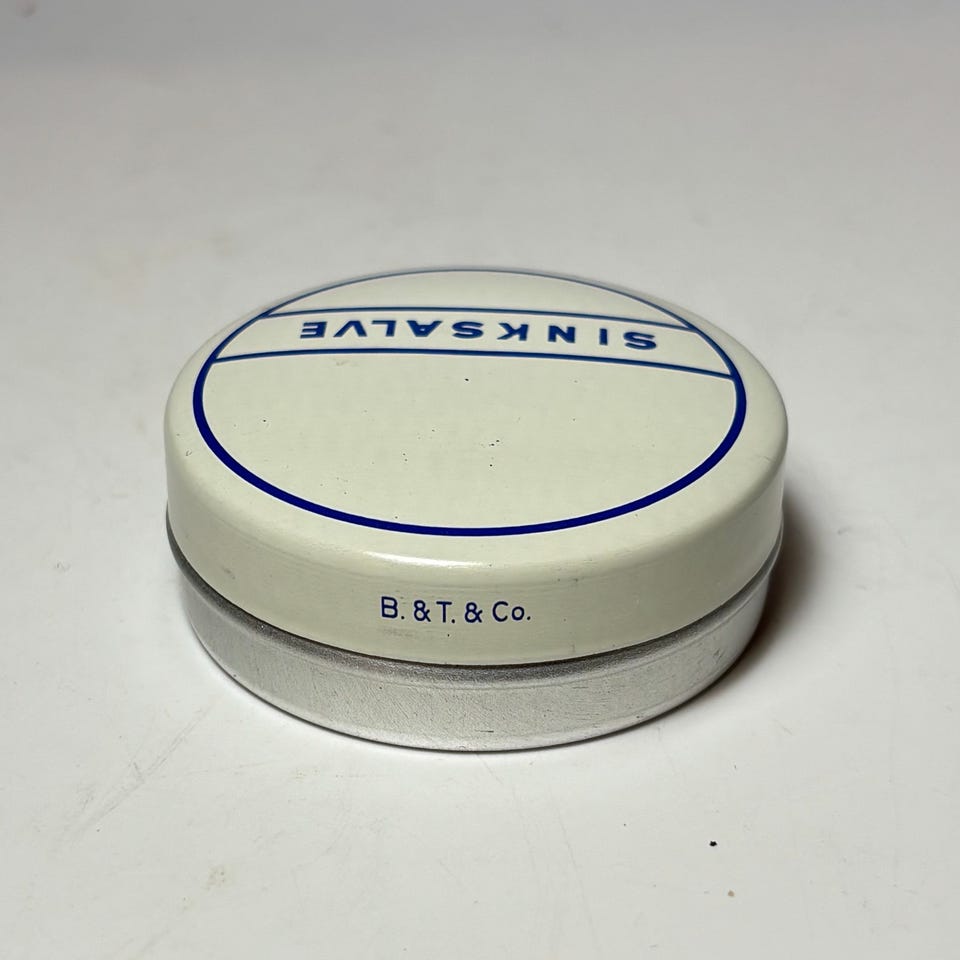 SINKSALVE
B. & T. & Co.